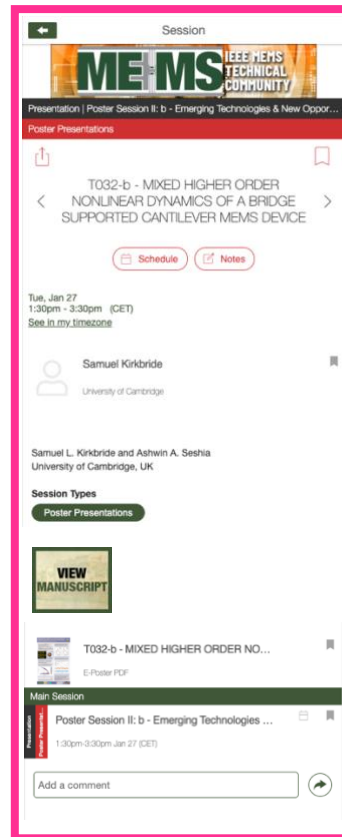 Session
MEMS
IEEE MEMS
TECHNICAL
COMMUNITY
Presentation | Poster Session II: b - Emerging Technologies & New Oppor...
Poster Presentations
T032-b - MIXED HIGHER ORDER
NONLINEAR DYNAMICS OF A BRIDGE
SUPPORTED CANTILEVER MEMS DEVICE
Schedule
Notes
Tue, Jan 27
1:30pm - 3:30pm (CET)
See in my timezone
Samuel Kirkbride
University of Cambridge
Samuel L. Kirkbride and Ashwin A. Seshia
University of Cambridge, UK
Session Types
Poster Presentations
VIEW
MANUSCRIPT
T032-b - MIXED HIGHER ORDER NO...
E-Poster PDF
Main Session
Presentation
Poster Presentat...
Poster Session II: b - Emerging Technologies ...
1:30pm-3:30pm Jan 27 (CET)
Add a comment